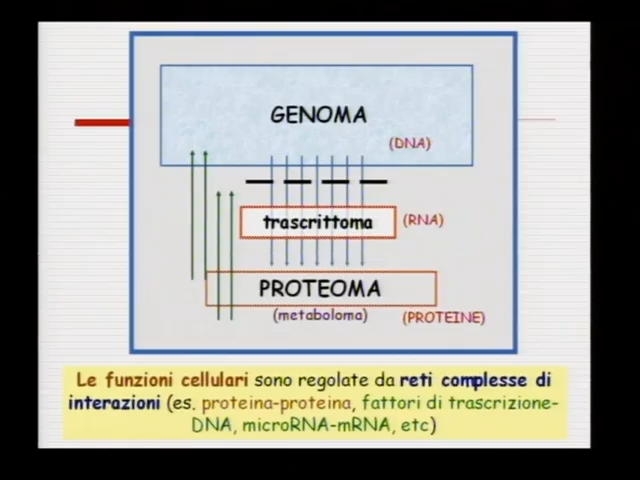 GENOMA
(DNA)
trascrittoma
(RNA)
PROTEOMA
(metaboloma)
(PROTEINE)
Le funzioni cellulari sono regolate da reti complesse di
interazioni (es. proteina-proteina, fattori di trascrizione-
DNA, microRNA-mRNA, etc)